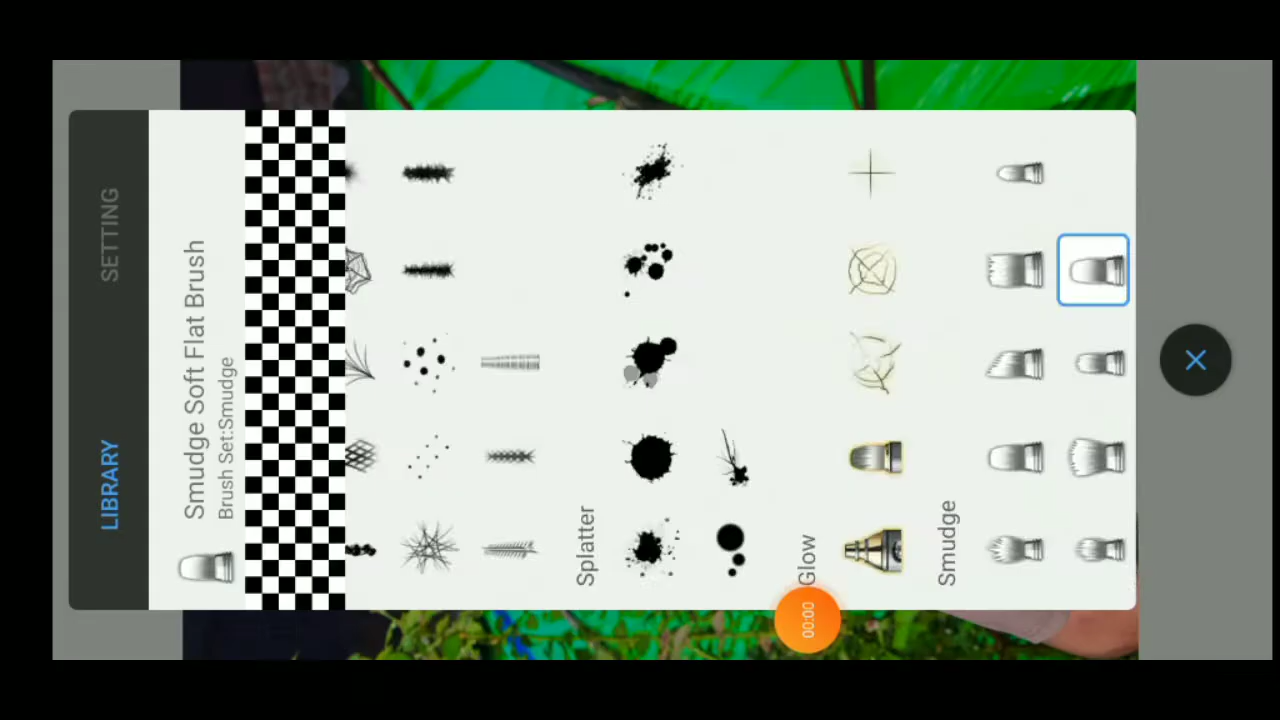 LIBRARY
SETTING
Smudge Soft Flat Brush
Brush Set:Smudge
Splatter
Glow
Smudge
00:00